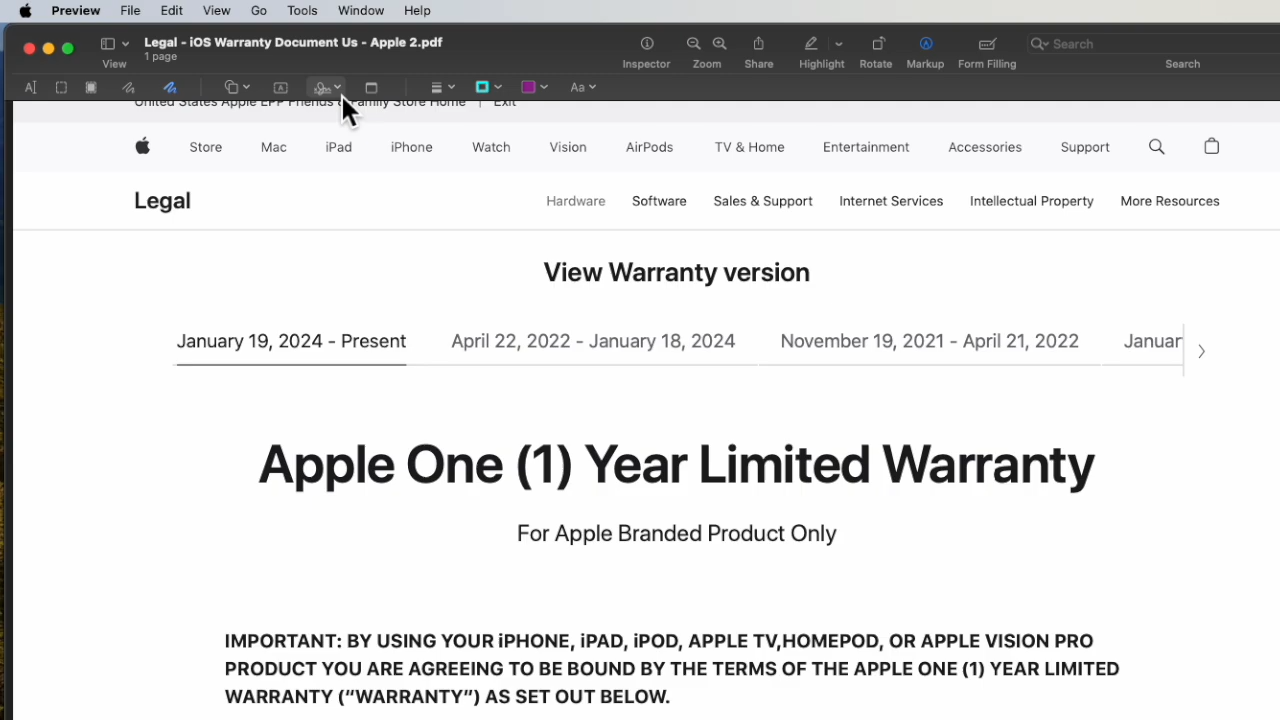 Preview File Edit View Go Tools Window Help
Legal - iOS Warranty Document Us - Apple 2.pdf
1 page
View
Inspector Zoom Share Highlight Rotate Markup Form Filling Search
Search
A Aa
United States Apple EPP Friends & Family Store Home | Exit
Store Mac iPad iPhone Watch Vision AirPods TV & Home Entertainment Accessories Support
Legal
Hardware Software Sales & Support Internet Services Intellectual Property More Resources
View Warranty version
January 19, 2024 - Present April 22, 2022 - January 18, 2024 November 19, 2021 - April 21, 2022 Januar
Apple One (1) Year Limited Warranty
For Apple Branded Product Only
IMPORTANT: BY USING YOUR iPHONE, iPAD, iPOD, APPLE TV,HOMEPOD, OR APPLE VISION PRO
PRODUCT YOU ARE AGREEING TO BE BOUND BY THE TERMS OF THE APPLE ONE (1) YEAR LIMITED
WARRANTY (“WARRANTY”) AS SET OUT BELOW.